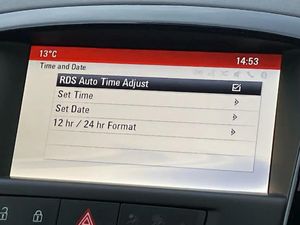 13°C 14:53
Time and Date
RDS Auto Time Adjust
Set Time
Set Date
12 hr / 24 hr Format